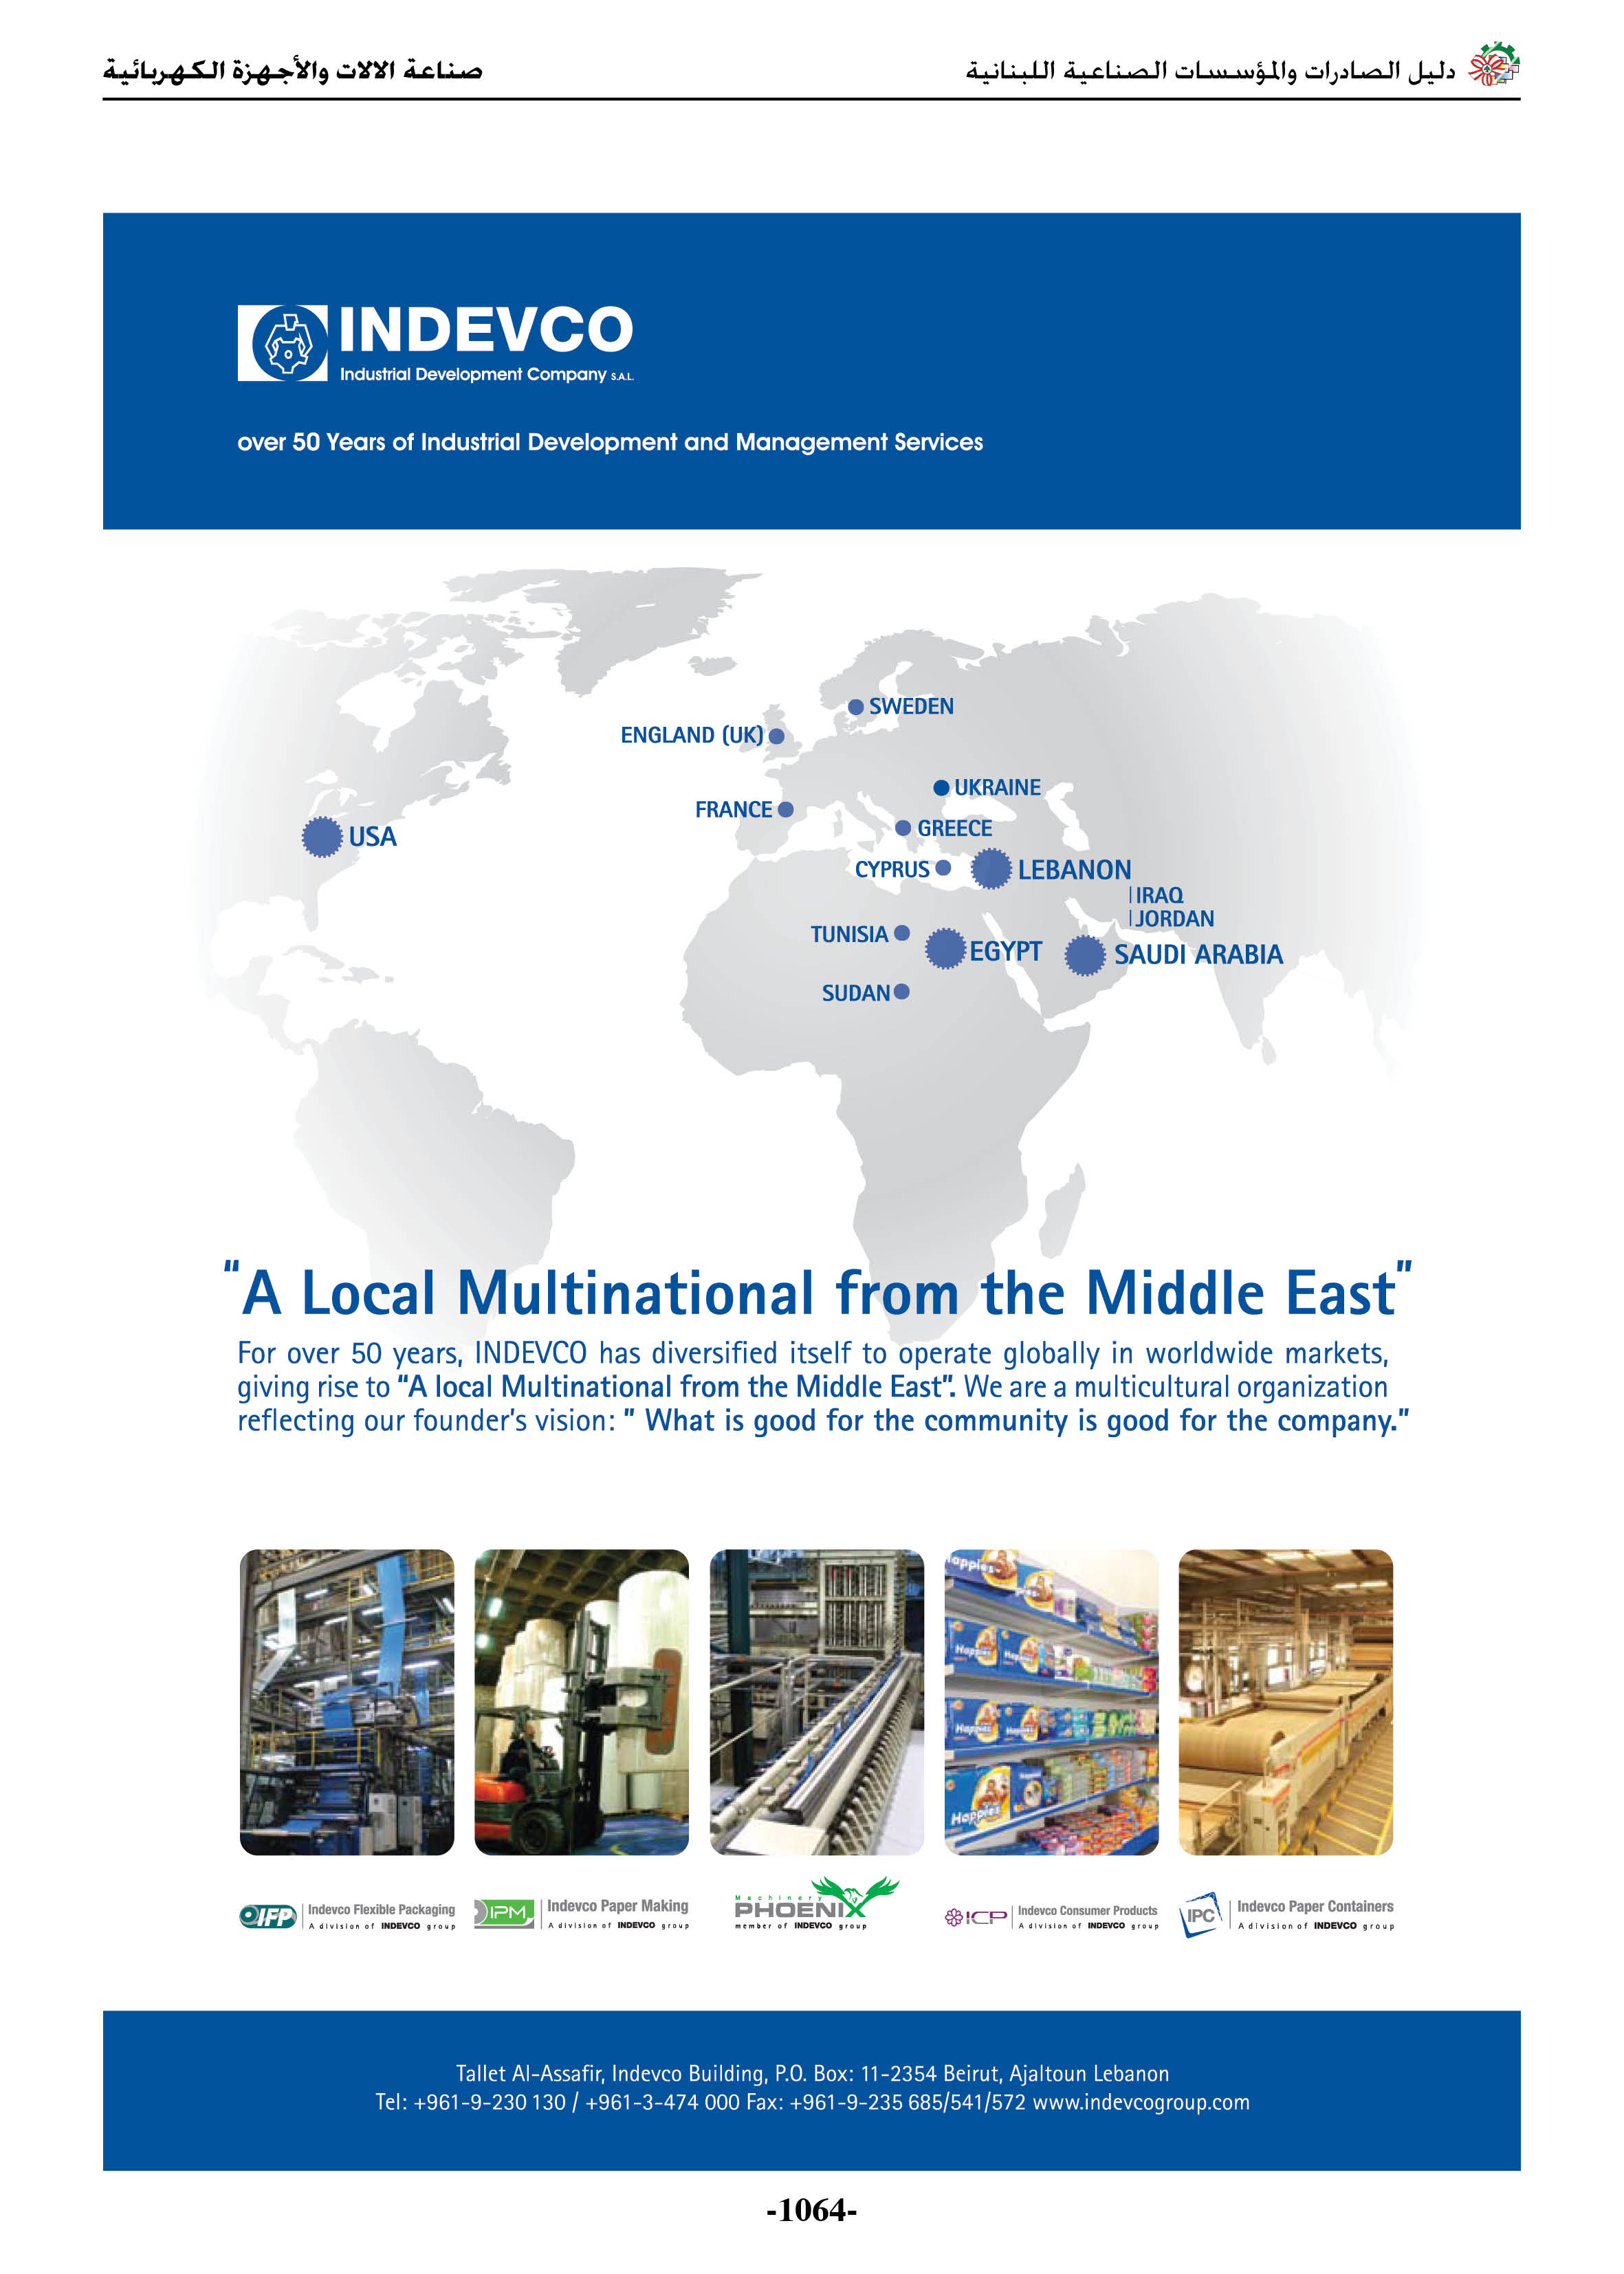 دليل الصادرات والمؤسسات الصناعية اللبنانية
صناعة الالات والأجهزة الكهربائية
INDEVCO
Industrial Development Company S.A.L.
over 50 Years of Industrial Development and Management Services
SWEDEN
ENGLAND (UK)
UKRAINE
FRANCE
GREECE
USA
CYPRUS
LEBANON
IRAQ
JORDAN
TUNISIA
EGYPT
SAUDI ARABIA
SUDAN
"A Local Multinational from the Middle East"
For over 50 years, INDEVCO has diversified itself to operate globally in worldwide markets,
giving rise to "A local Multinational from the Middle East". We are a multicultural organization
reflecting our founder's vision: " What is good for the community is good for the company."
Happies
Happies
Happies
Happies
Happies
IFP
Indevco Flexible Packaging
A division of INDEVCO group
IPM
Indevco Paper Making
A division of INDEVCO group
Machinery
PHOENIX
member of INDEVCO group
ICP
Indevco Consumer Products
A division of INDEVCO group
IPC
Indevco Paper Containers
A division of INDEVCO group
Tallet Al-Assafir, Indevco Building, P.O. Box: 11-2354 Beirut, Ajaltoun Lebanon
Tel: +961-9-230 130 / +961-3-474 000 Fax: +961-9-235 685/541/572 www.indevcogroup.com
-1064-